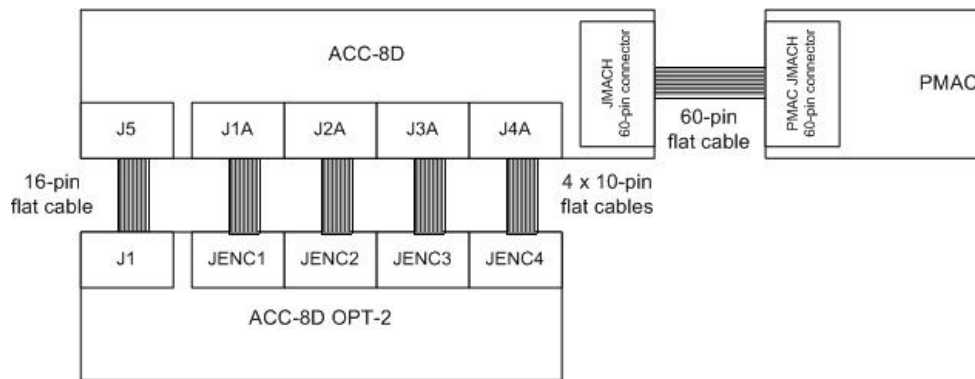 ACC-8D
JMACH
60-pin connector
PMAC JMACH
60-pin connector
PMAC
60-pin
flat cable
J5
J1A
J2A
J3A
J4A
16-pin
flat cable
4 x 10-pin
flat cables
J1
JENC1
JENC2
JENC3
JENC4
ACC-8D OPT-2